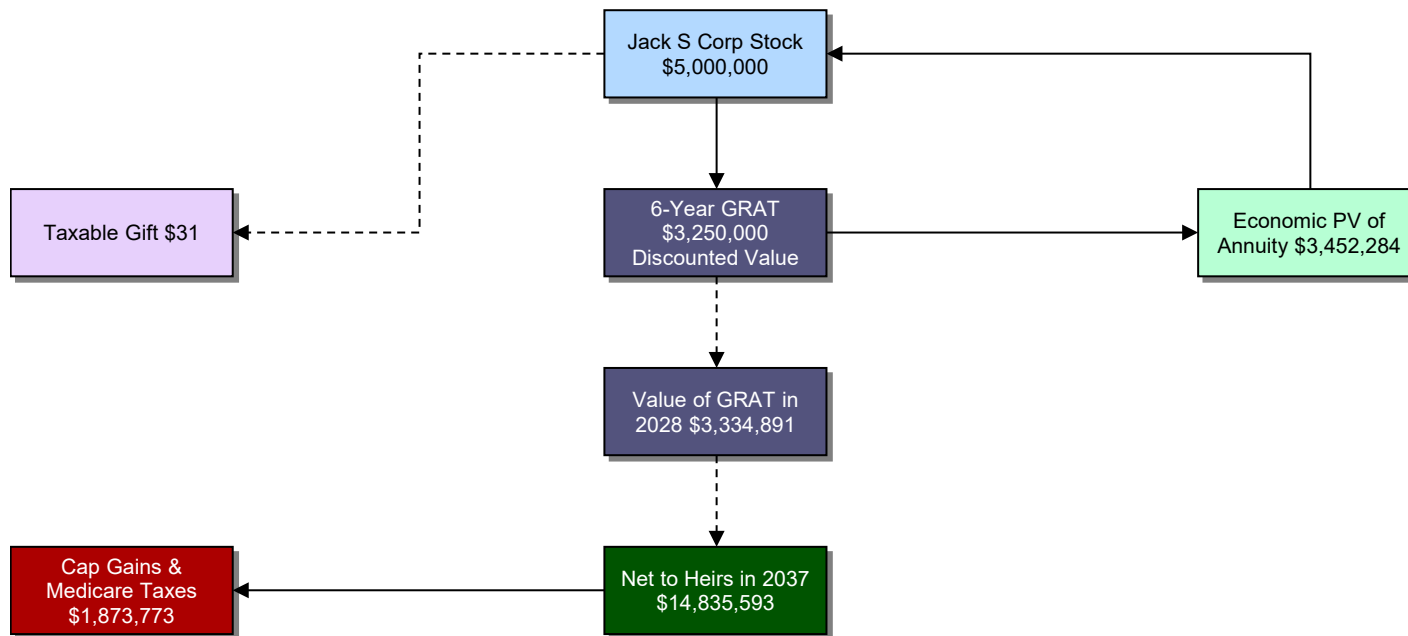 Jack S Corp Stock
$5,000,000
Taxable Gift $31
6-Year GRAT
$3,250,000
Discounted Value
Economic PV of
Annuity $3,452,284
Value of GRAT in
2028 $3,334,891
Cap Gains &
Medicare Taxes
$1,873,773
Net to Heirs in 2037
$14,835,593